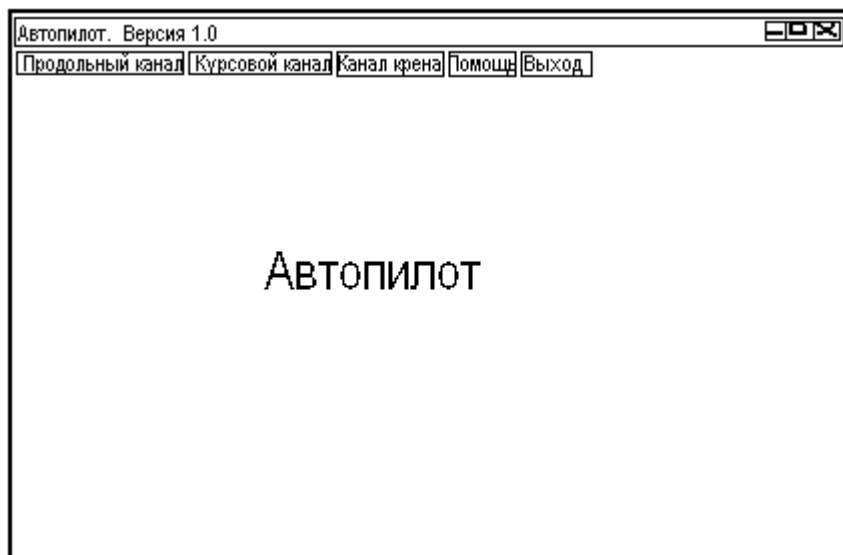 Автопилот. Версия 1.0
Продольный канал Курсовой канал Канал крена Помощь Выход
Автопилот